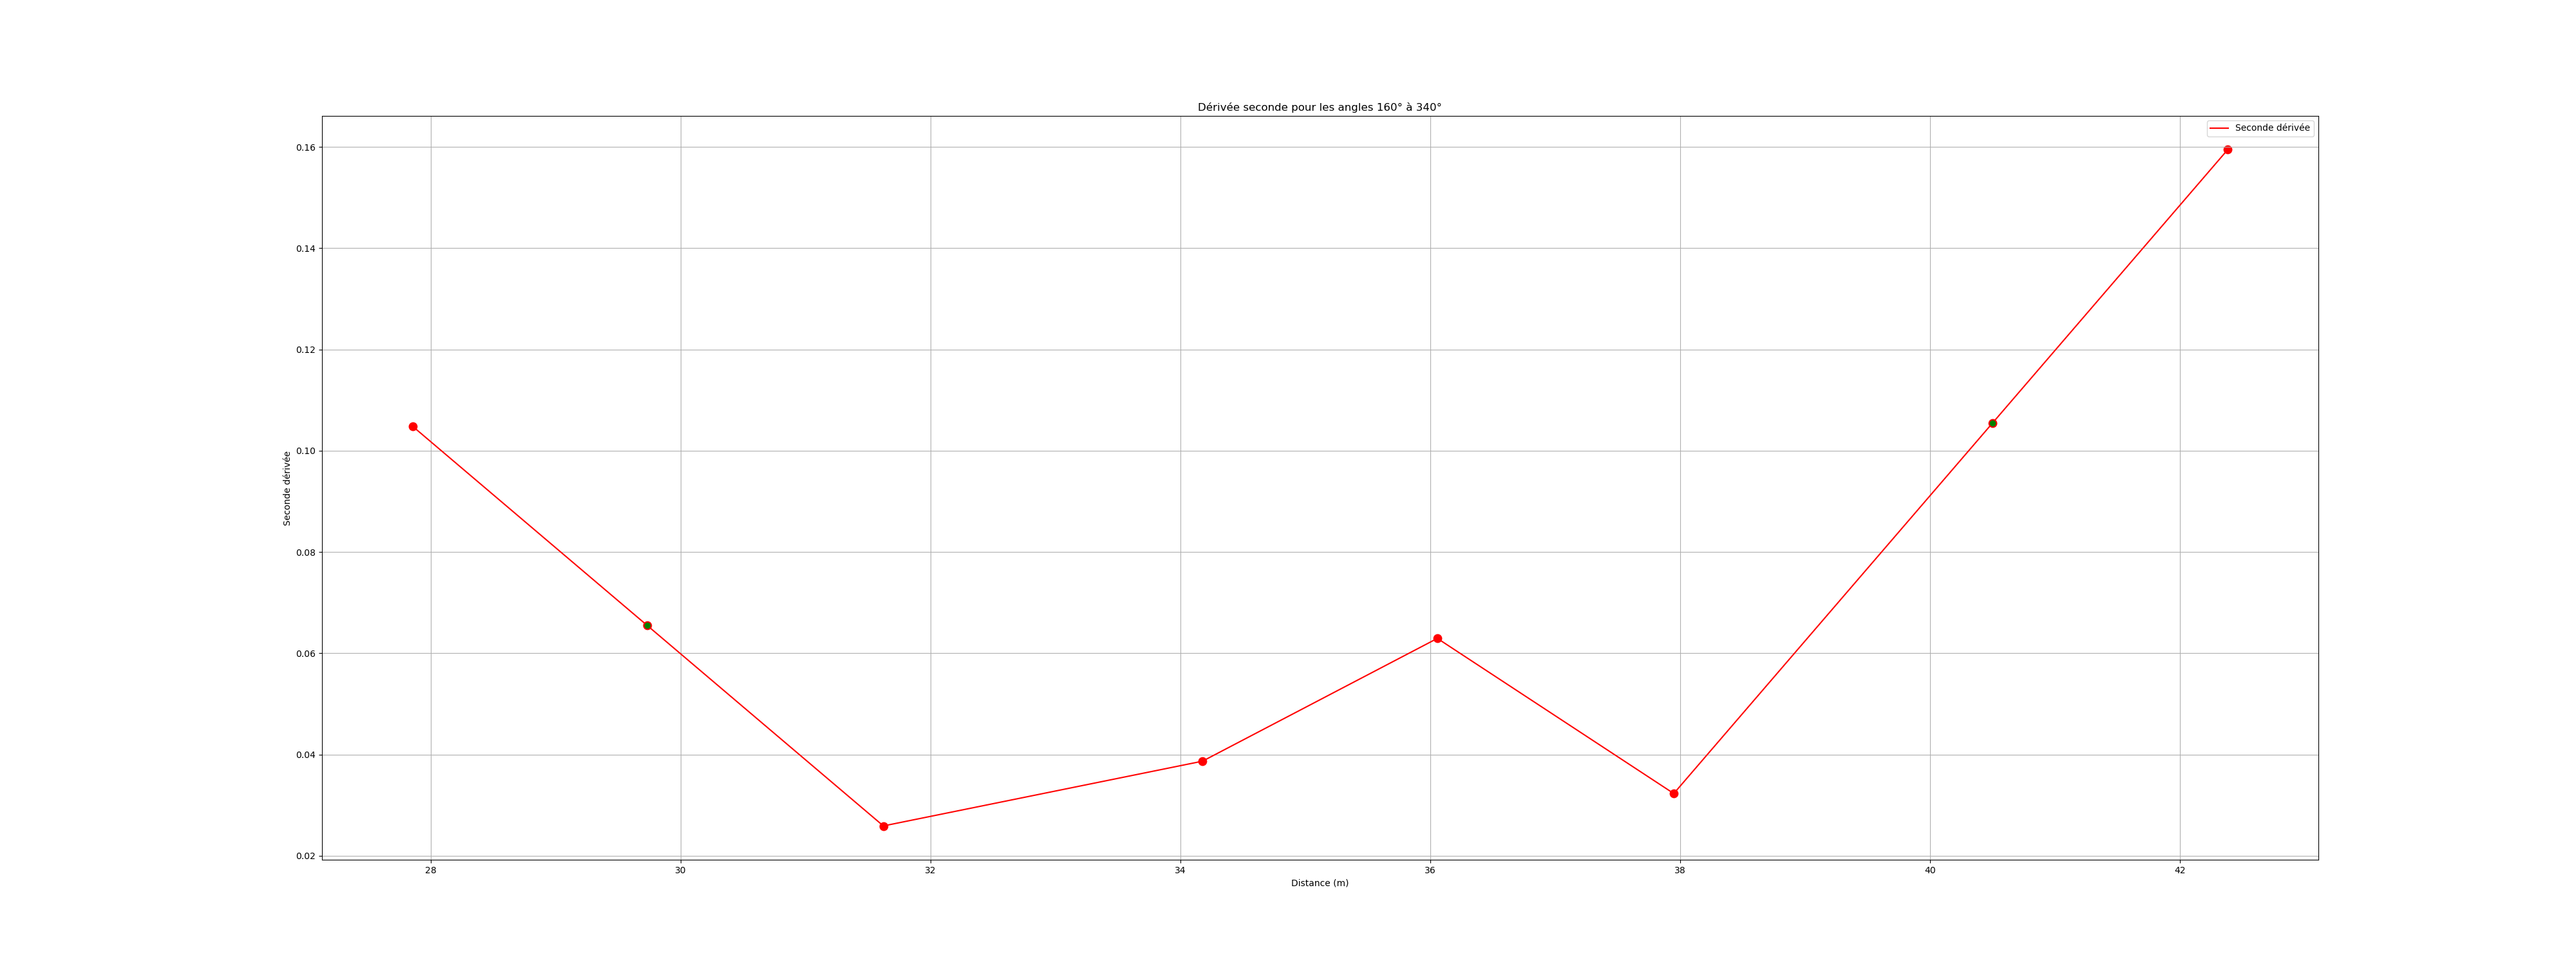 Dérivée seconde pour les angles 160° à 340°
Seconde dérivée
0.16
0.14
0.12
0.10
0.08
0.06
0.04
0.02
Seconde dérivée
28 30 32 34 36 38 40 42
Distance (m)